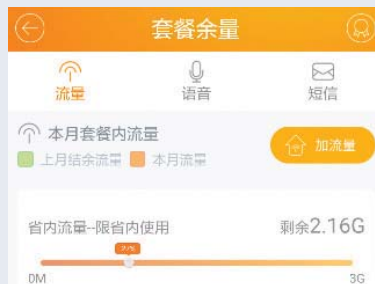 套餐余量
流量 语音 短信
本月套餐内流量
上月结余流量 本月流量
加流量
省内流量--限省内使用 剩余2.16G
27%
0M 3G